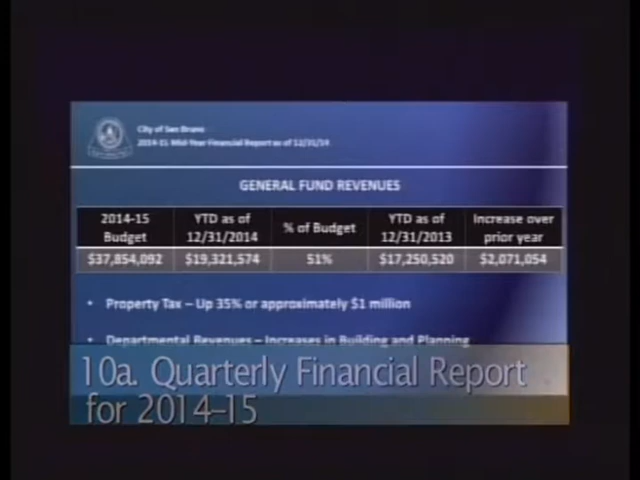 City of San Bruno
2014-15 Mid-Year Financial Report as of 12/31/14
GENERAL FUND REVENUES
2014-15 Budget YTD as of 12/31/2014 % of Budget YTD as of 12/31/2013 Increase over prior year
$37,854,092 $19,321,574 51% $17,250,520 $2,071,054
• Property Tax – Up 35% or approximately $1 million
• Departmental Revenues – Increases in Building and Planning
10a. Quarterly Financial Report
for 2014-15